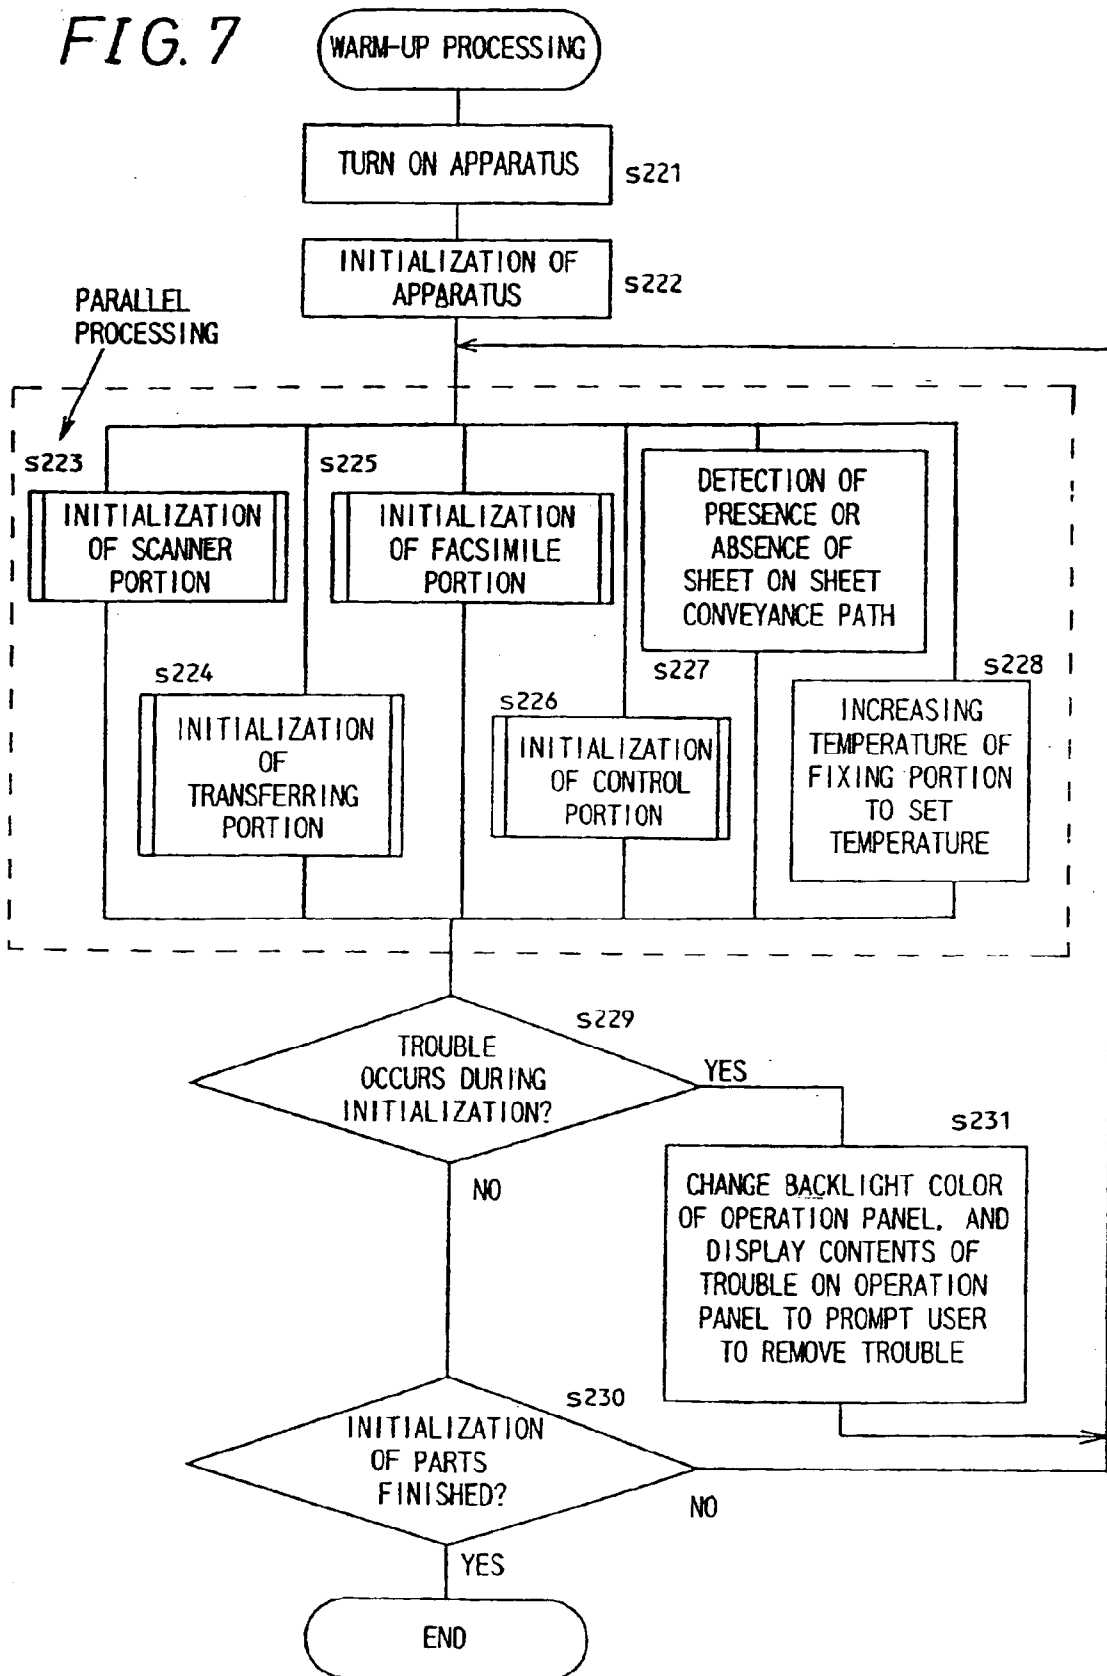 FIG. 7
WARM-UP PROCESSING
TURN ON APPARATUS
s221
INITIALIZATION OF
APPARATUS
s222
PARALLEL
PROCESSING
s223
INITIALIZATION
OF SCANNER
PORTION
s225
INITIALIZATION
OF FACSIMILE
PORTION
DETECTION OF
PRESENCE OR
ABSENCE OF
SHEET ON SHEET
CONVEYANCE PATH
s227
s224
INITIALIZATION
OF
TRANSFERRING
PORTION
s226
INITIALIZATION
OF CONTROL
PORTION
s228
INCREASING
TEMPERATURE OF
FIXING PORTION
TO SET
TEMPERATURE
s229
TROUBLE
OCCURS DURING
INITIALIZATION?
YES
NO
s231
CHANGE BACKLIGHT COLOR
OF OPERATION PANEL. AND
DISPLAY CONTENTS OF
TROUBLE ON OPERATION
PANEL TO PROMPT USER
TO REMOVE TROUBLE
s230
INITIALIZATION
OF PARTS
FINISHED?
NO
YES
END